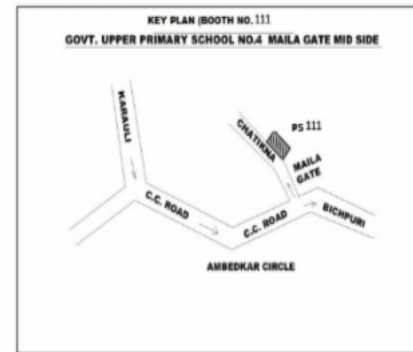 KEY PLAN (BOOTH NO. 111
GOVT. UPPER PRIMARY SCHOOL NO.4 MAILA GATE MID SIDE
KARAULI
CHATIKNA
PS 111
MAILA
GATE
C.C. ROAD
C.C. ROAD
BICHPURI
AMBEDKAR CIRCLE